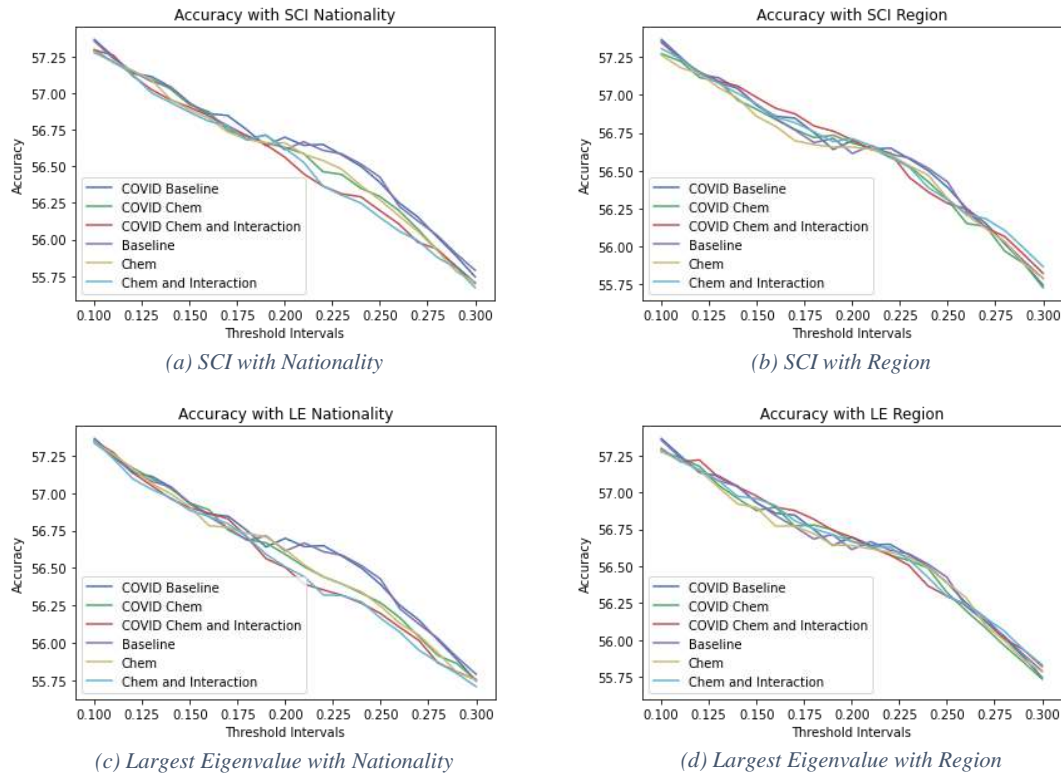 Accuracy with SCI Nationality
Accuracy
57.25
57.00
56.75
56.50
56.25
56.00
55.75
COVID Baseline
COVID Chem
COVID Chem and Interaction
Baseline
Chem
Chem and Interaction
0.100 0.125 0.150 0.175 0.200 0.225 0.250 0.275 0.300
Threshold Intervals
(a) SCI with Nationality
Accuracy with SCI Region
Accuracy
57.25
57.00
56.75
56.50
56.25
56.00
55.75
COVID Baseline
COVID Chem
COVID Chem and Interaction
Baseline
Chem
Chem and Interaction
0.100 0.125 0.150 0.175 0.200 0.225 0.250 0.275 0.300
Threshold Intervals
(b) SCI with Region
Accuracy with LE Nationality
Accuracy
57.25
57.00
56.75
56.50
56.25
56.00
55.75
COVID Baseline
COVID Chem
COVID Chem and Interaction
Baseline
Chem
Chem and Interaction
0.100 0.125 0.150 0.175 0.200 0.225 0.250 0.275 0.300
Threshold Intervals
(c) Largest Eigenvalue with Nationality
Accuracy with LE Region
Accuracy
57.25
57.00
56.75
56.50
56.25
56.00
55.75
COVID Baseline
COVID Chem
COVID Chem and Interaction
Baseline
Chem
Chem and Interaction
0.100 0.125 0.150 0.175 0.200 0.225 0.250 0.275 0.300
Threshold Intervals
(d) Largest Eigenvalue with Region